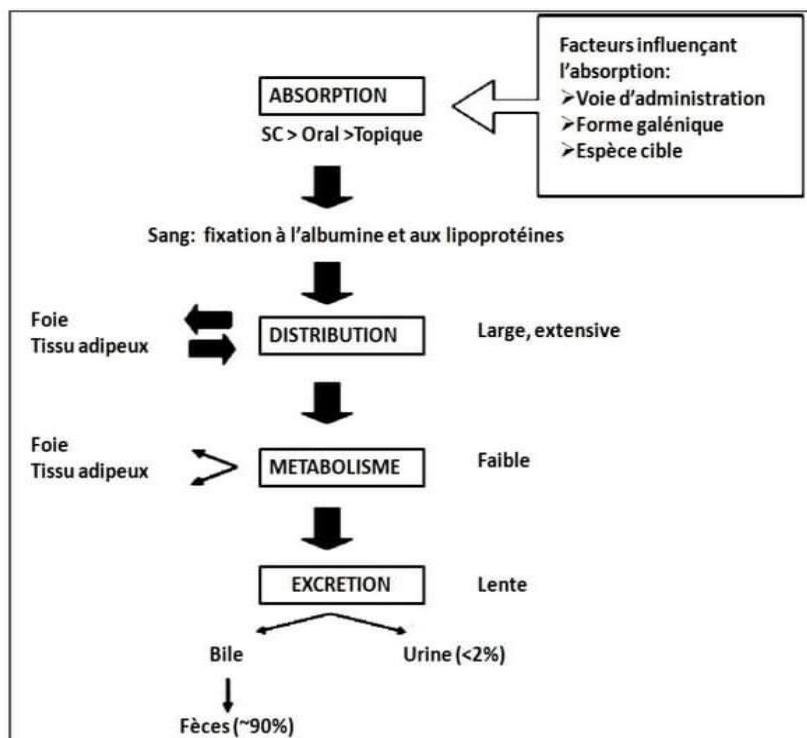 Facteurs influençant
l’absorption:
➢Voie d’administration
➢Forme galénique
➢Espèce cible
ABSORPTION
SC > Oral >Topique
Sang: fixation à l’albumine et aux lipoprotéines
Foie
Tissu adipeux
DISTRIBUTION
Large, extensive
Foie
Tissu adipeux
METABOLISME
Faible
EXCRETION
Lente
Bile
Urine (<2%)
Fèces (~90%)